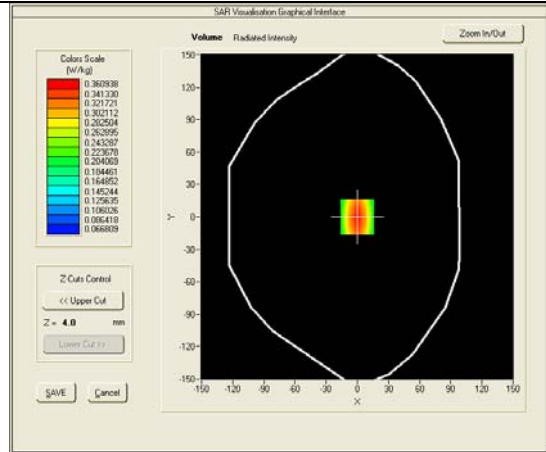 SAR Visualisation Graphical Interface
Volume Radiated Intensity
Zoom In/Out
Colors Scale
(W/kg)
0.360938
0.341330
0.321721
0.302112
0.282504
0.262895
0.243287
0.223678
0.204069
0.184461
0.164852
0.145244
0.125635
0.106026
0.086418
0.066809
Z-Cuts Control
<< Upper Cut
Z = 4.0 mm
Lower Cut >>
SAVE
Cancel
150
120
90
60
30
0
-30
-60
-90
-120
-150
Y
-150 -120 -90 -60 -30 0 30 60 90 120 150
X